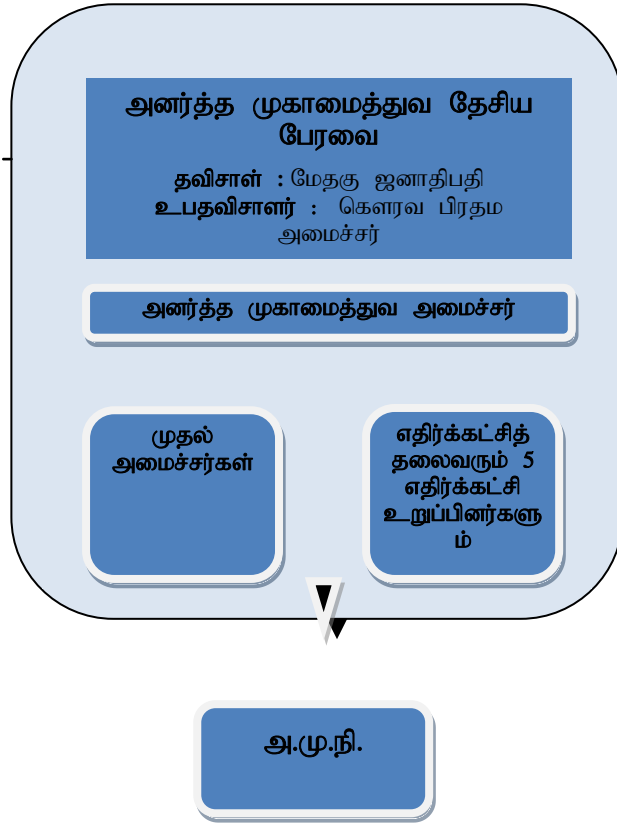 அனர்த்த முகாமைத்துவ தேசிய
பேரவை
தவிசாள் : மேதகு ஜனாதிபதி
உபதவிசாளர் : கௌரவ பிரதம
அமைச்சர்
அனர்த்த முகாமைத்துவ அமைச்சர்
முதல்
அமைச்சர்கள்
எதிர்க்கட்சித்
தலைவரும் 5
எதிர்க்கட்சி
உறுப்பினர்களு
ம்
அ.மு.நி.